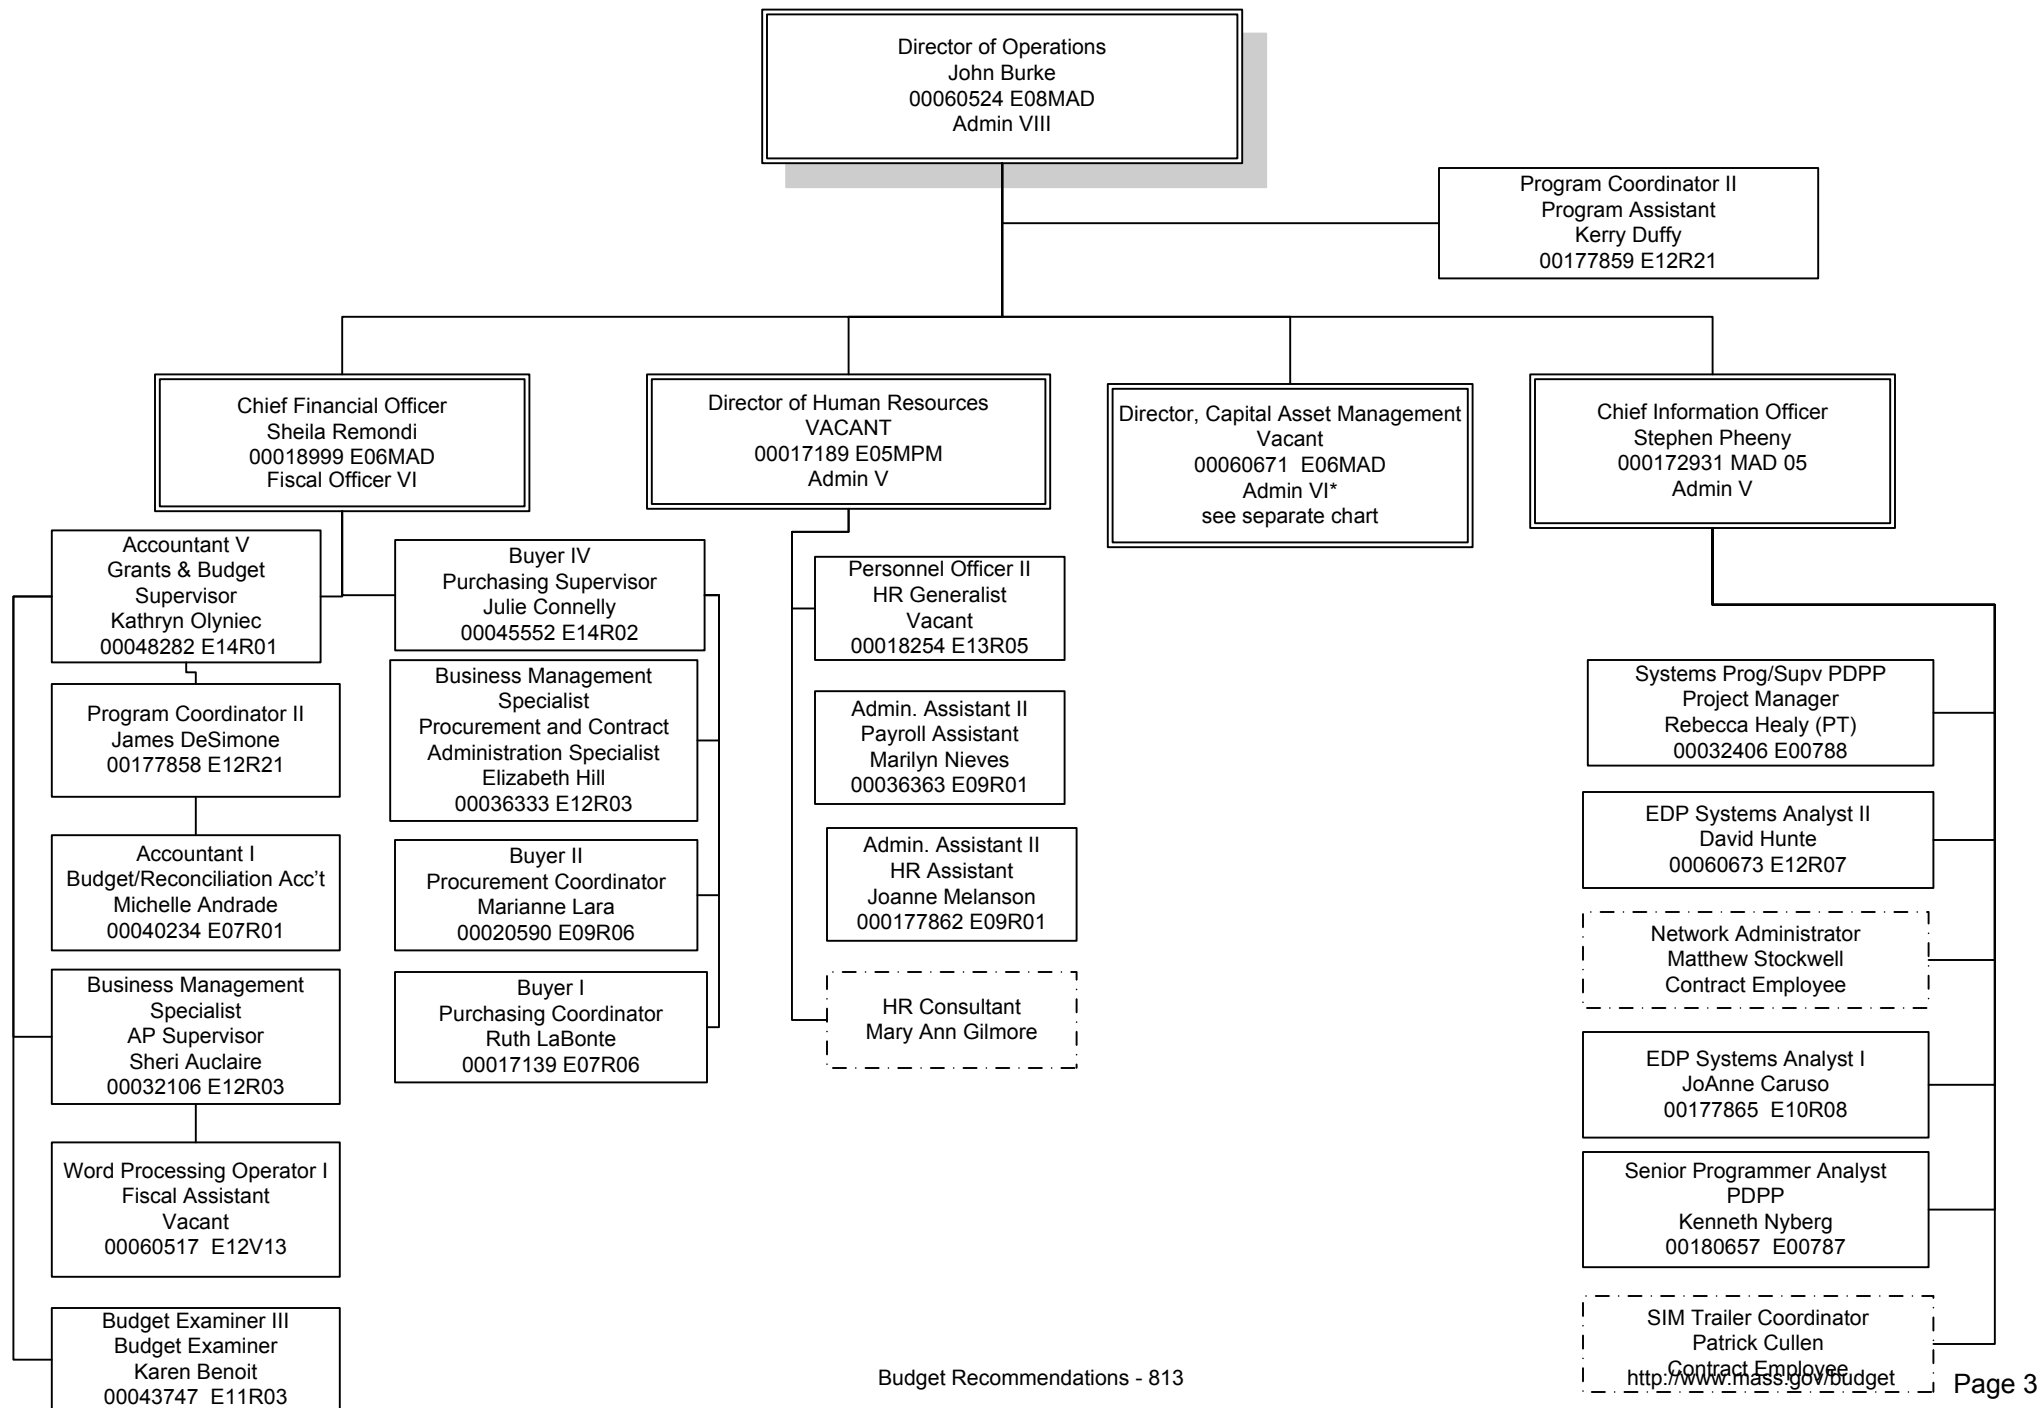 Director of Operations
John Burke
00060524 E08MAD
Admin VIII
Program Coordinator II
Program Assistant
Kerry Duffy
00177859 E12R21
Chief Financial Officer
Sheila Remondi
00018999 E06MAD
Fiscal Officer VI
Director of Human Resources
VACANT
00017189 E05MPM
Admin V
Director, Capital Asset Management
Vacant
00060671 E06MAD
Admin VI*
see separate chart
Chief Information Officer
Stephen Pheeny
000172931 MAD 05
Admin V
Accountant V
Grants & Budget
Supervisor
Kathryn Olyniec
00048282 E14R01
Program Coordinator II
James DeSimone
00177858 E12R21
Accountant I
Budget/Reconciliation Acc’t
Michelle Andrade
00040234 E07R01
Business Management
Specialist
AP Supervisor
Sheri Auclaire
00032106 E12R03
Word Processing Operator I
Fiscal Assistant
Vacant
00060517 E12V13
Budget Examiner III
Budget Examiner
Karen Benoit
00043747 E11R03
Buyer IV
Purchasing Supervisor
Julie Connelly
00045552 E14R02
Business Management
Specialist
Procurement and Contract
Administration Specialist
Elizabeth Hill
00036333 E12R03
Buyer II
Procurement Coordinator
Marianne Lara
00020590 E09R06
Buyer I
Purchasing Coordinator
Ruth LaBonte
00017139 E07R06
Personnel Officer II
HR Generalist
Vacant
00018254 E13R05
Admin. Assistant II
Payroll Assistant
Marilyn Nieves
00036363 E09R01
Admin. Assistant II
HR Assistant
Joanne Melanson
000177862 E09R01
HR Consultant
Mary Ann Gilmore
Systems Prog/Supv PDPP
Project Manager
Rebecca Healy (PT)
00032406 E00788
EDP Systems Analyst II
David Hunte
00060673 E12R07
Network Administrator
Matthew Stockwell
Contract Employee
EDP Systems Analyst I
JoAnne Caruso
00177865 E10R08
Senior Programmer Analyst
PDPP
Kenneth Nyberg
00180657 E00787
SIM Trailer Coordinator
Patrick Cullen
Contract Employee
Budget Recommendations - 813
http://www.mass.gov/budget
Page 3